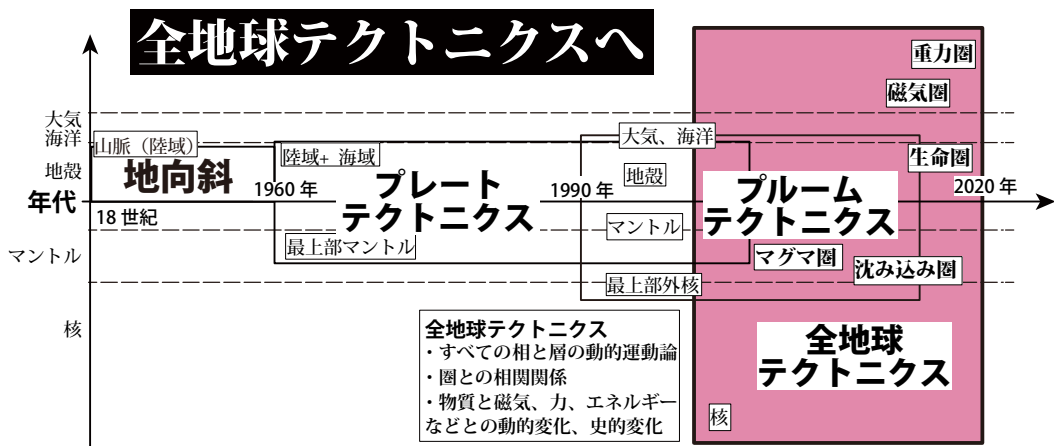 全地球テクトニクスへ
重力圏
磁気圏
大気
海洋
地殻
年代
マントル
核
山脈（陸域）
地向斜
18 世紀
1960 年
陸域+ 海域
プレート
テクトニクス
最上部マントル
1990 年
大気、海洋
地殻
マントル
最上部外核
プルーム
テクトニクス
生命圏
2020 年
マグマ圏
沈み込み圏
全地球
テクトニクス
核
全地球テクトニクス
・すべての相と層の動的運動論
・圏との相関関係
・物質と磁気、力、エネルギー
などとの動的変化、史的変化